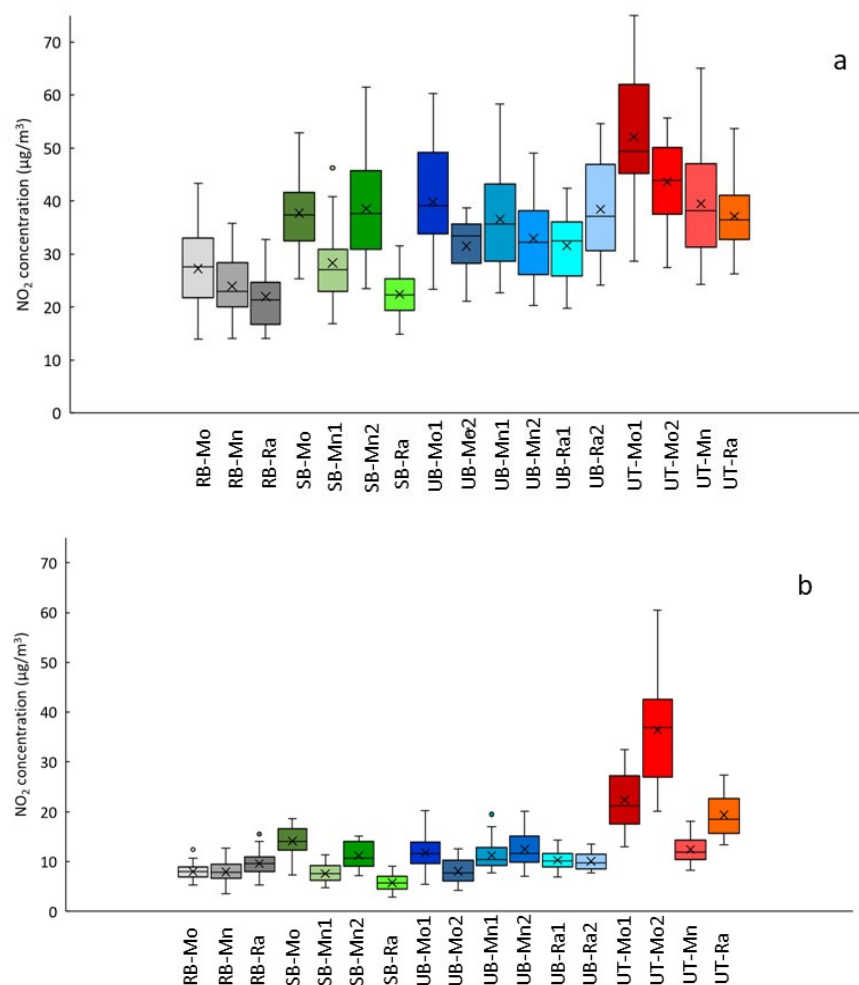 a
70
60
50
40
30
20
10
0
NO₂ concentration (µg/m³)
RB-Mo
RB-Mn
RB-Ra
SB-Mo
SB-Mn1
SB-Mn2
SB-Ra
UB-Mo1
UB-Mo2
UB-Mn1
UB-Mn2
UB-Ra1
UB-Ra2
UT-Mo1
UT-Mo2
UT-Mn
UT-Ra
b
70
60
50
40
30
20
10
0
NO₂ concentration (µg/m³)
RB-Mo
RB-Mn
RB-Ra
SB-Mo
SB-Mn1
SB-Mn2
SB-Ra
UB-Mo1
UB-Mo2
UB-Mn1
UB-Mn2
UB-Ra1
UB-Ra2
UT-Mo1
UT-Mo2
UT-Mn
UT-Ra